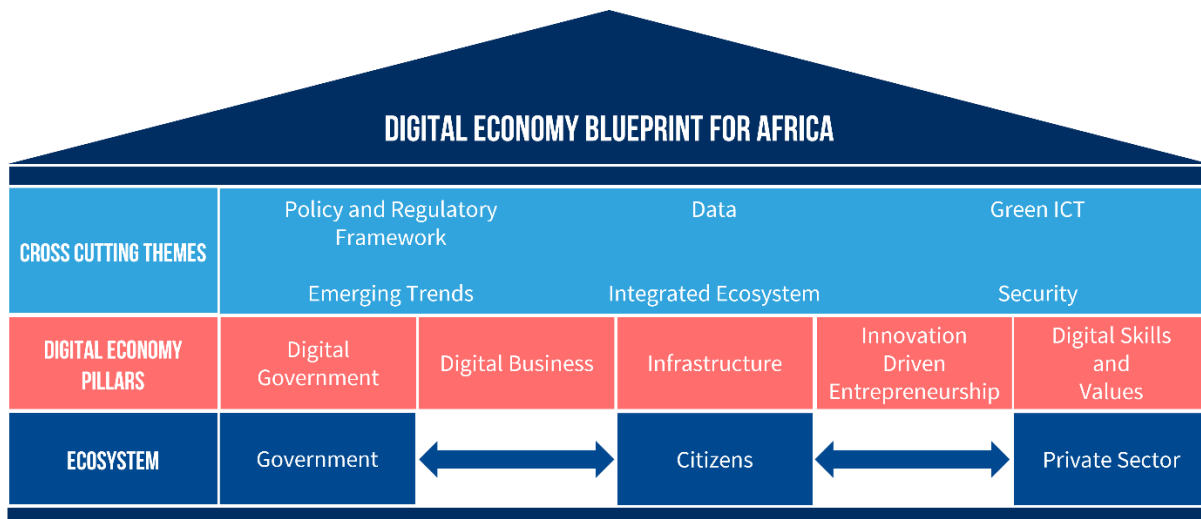 DIGITAL ECONOMY BLUEPRINT FOR AFRICA
CROSS CUTTING THEMES
Policy and Regulatory
Framework
Data
Green ICT
Emerging Trends
Integrated Ecosystem
Security
DIGITAL ECONOMY
PILLARS
Digital
Government
Digital Business
Infrastructure
Innovation
Driven
Entrepreneurship
Digital Skills
and
Values
ECOSYSTEM
Government
Citizens
Private Sector